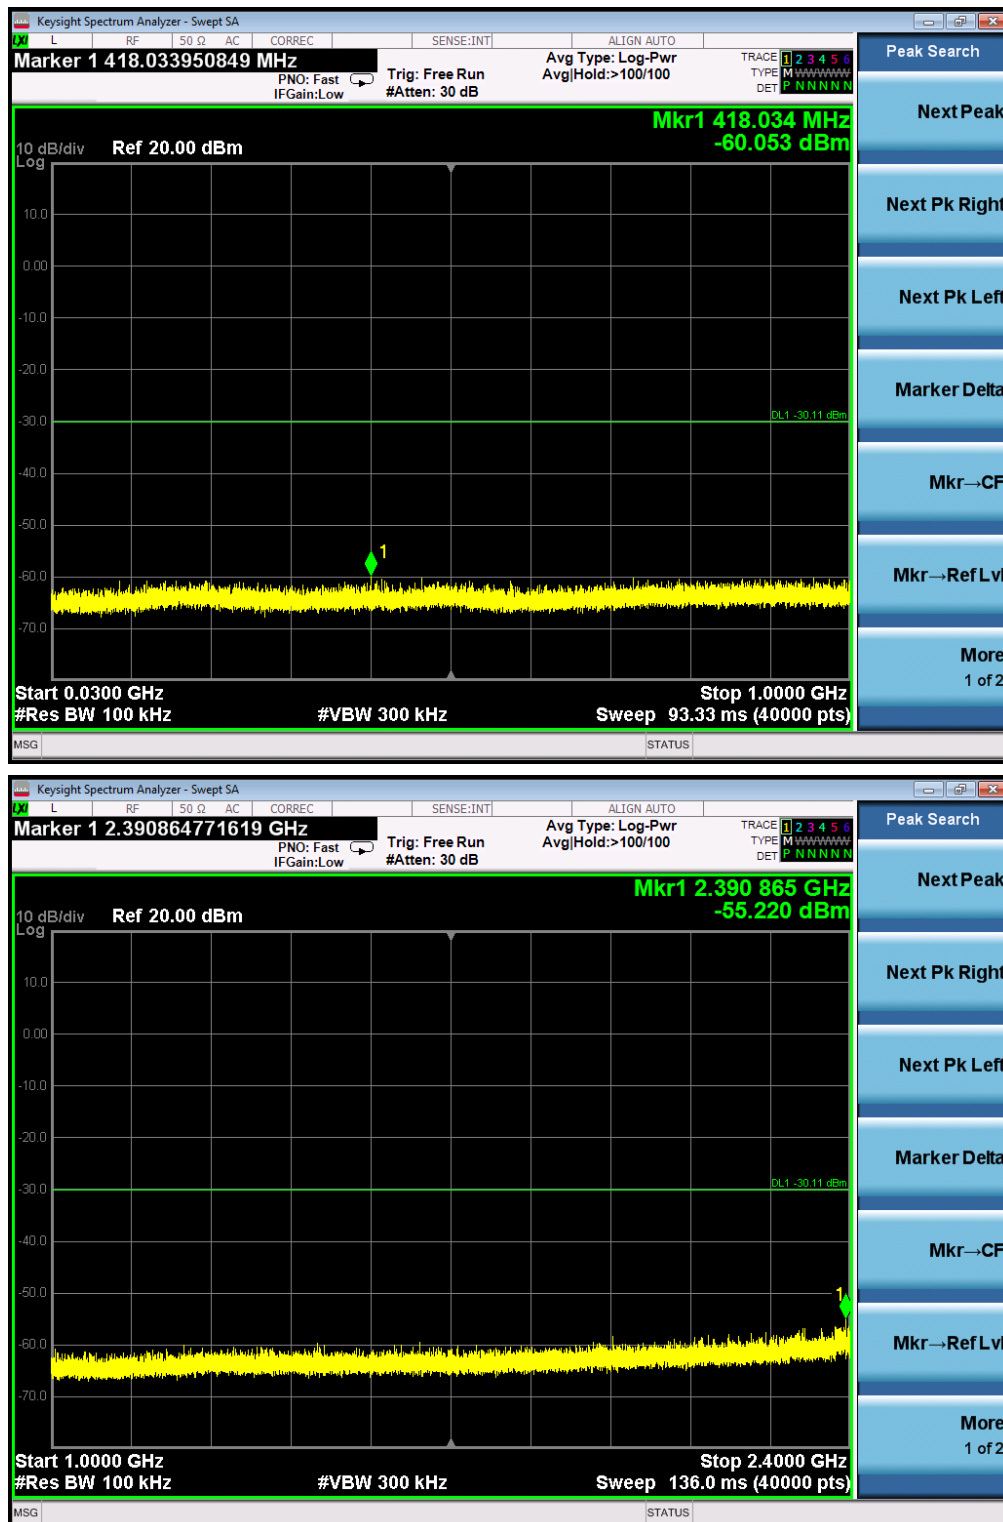 Keysight Spectrum Analyzer - Swept SA
LXI L RF 50 Ω AC CORREC SENSE:INT ALIGN AUTO
Marker 1 418.033950849 MHz
PNO: Fast
IFGain:Low
Trig: Free Run
#Atten: 30 dB
Avg Type: Log-Pwr
Avg|Hold:>100/100
TRACE 1 2 3 4 5 6
TYPE M WWWWW
DET P N N N N N
Mkr1 418.034 MHz
-60.053 dBm
10 dB/div Ref 20.00 dBm
Log
10.0
0.00
-10.0
-20.0
-30.0
DL1 -30.11 dBm
-40.0
-50.0
1
-60.0
-70.0
Start 0.0300 GHz Stop 1.0000 GHz
#Res BW 100 kHz #VBW 300 kHz Sweep 93.33 ms (40000 pts)
MSG STATUS
Peak Search
Next Peak
Next Pk Right
Next Pk Left
Marker Delta
Mkr→CF
Mkr→Ref Lvl
More
1 of 2
Keysight Spectrum Analyzer - Swept SA
LXI L RF 50 Ω AC CORREC SENSE:INT ALIGN AUTO
Marker 1 2.390864771619 GHz
PNO: Fast
IFGain:Low
Trig: Free Run
#Atten: 30 dB
Avg Type: Log-Pwr
Avg|Hold:>100/100
TRACE 1 2 3 4 5 6
TYPE M WWWWW
DET P N N N N N
Mkr1 2.390 865 GHz
-55.220 dBm
10 dB/div Ref 20.00 dBm
Log
10.0
0.00
-10.0
-20.0
-30.0
DL1 -30.11 dBm
-40.0
-50.0
1
-60.0
-70.0
Start 1.0000 GHz Stop 2.4000 GHz
#Res BW 100 kHz #VBW 300 kHz Sweep 136.0 ms (40000 pts)
MSG STATUS
Peak Search
Next Peak
Next Pk Right
Next Pk Left
Marker Delta
Mkr→CF
Mkr→Ref Lvl
More
1 of 2